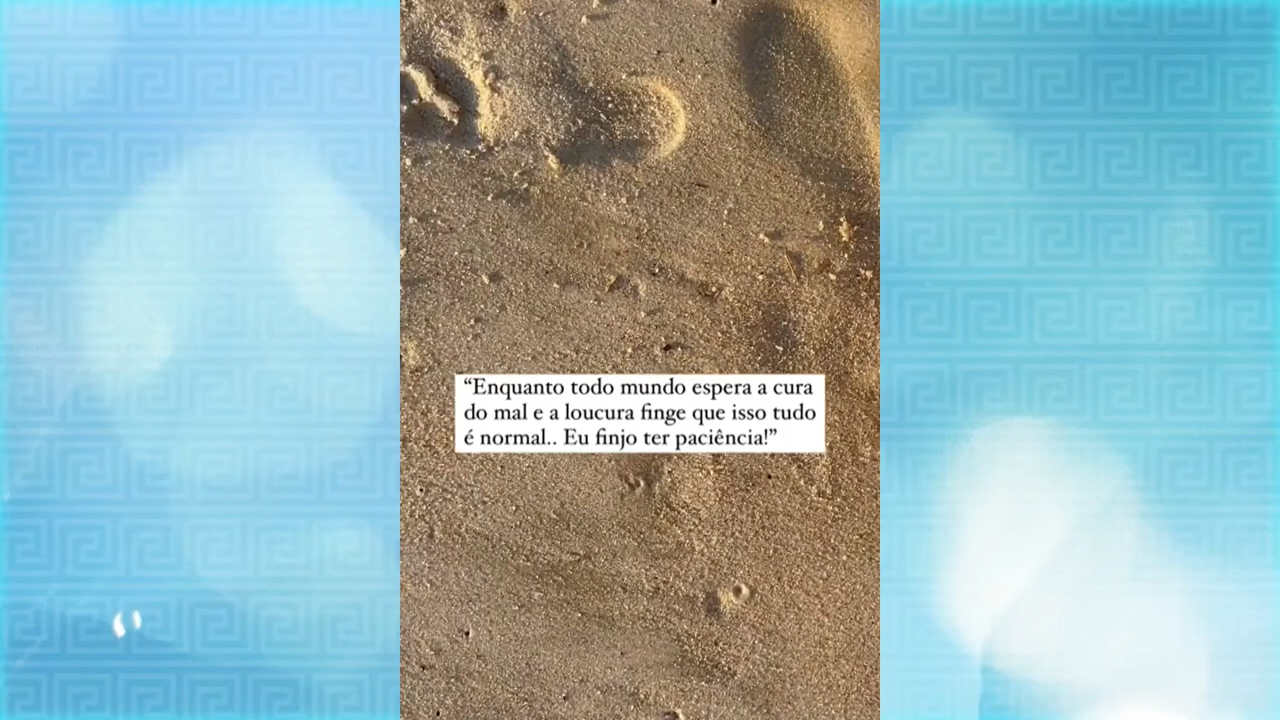 “Enquanto todo mundo espera a cura
do mal e a loucura finge que isso tudo
é normal.. Eu finjo ter paciência!”